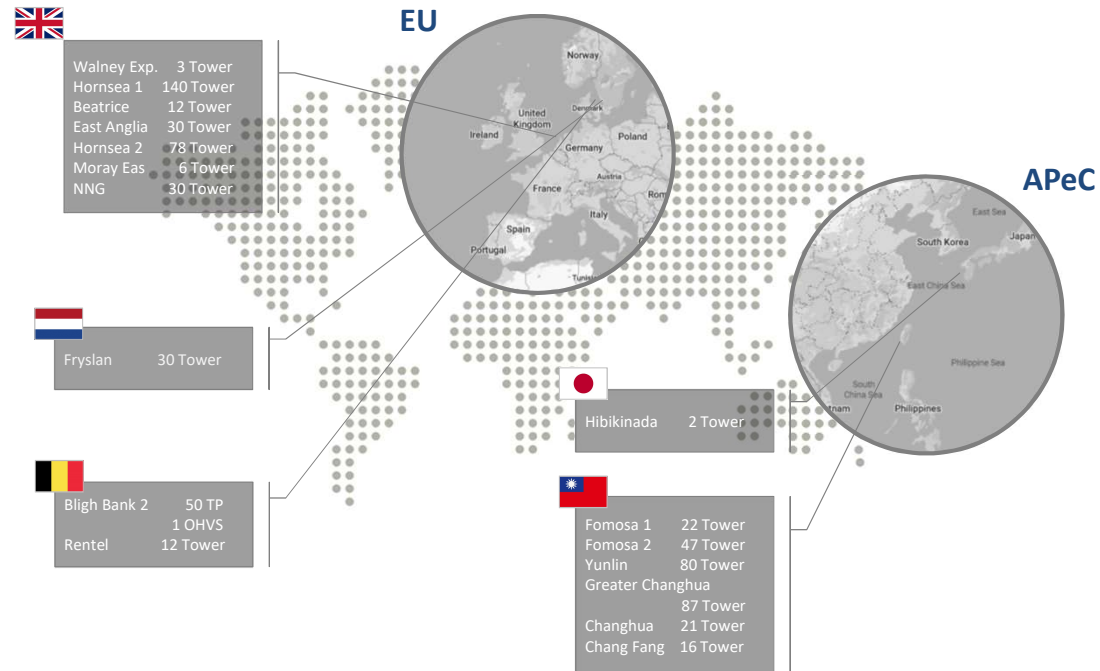 EU
Walney Exp. 3 Tower
Hornsea 1 140 Tower
Beatrice 12 Tower
East Anglia 30 Tower
Hornsea 2 78 Tower
Moray Eas 6 Tower
NNG 30 Tower
Norway
Denmark
United
Kingdom
Ireland
Poland
Germany
Austria
France
Rom
Italy
Spain
Portugal
Tunis
APeC
East Sea
Japan
South Korea
East China Sea
Philippine Sea
South
China Sea
tnam
Philippines
Fryslan 30 Tower
Hibikinada 2 Tower
Bligh Bank 2 50 TP
1 OHVS
Rentel 12 Tower
Fomosa 1 22 Tower
Fomosa 2 47 Tower
Yunlin 80 Tower
Greater Changhua
87 Tower
Changhua 21 Tower
Chang Fang 16 Tower